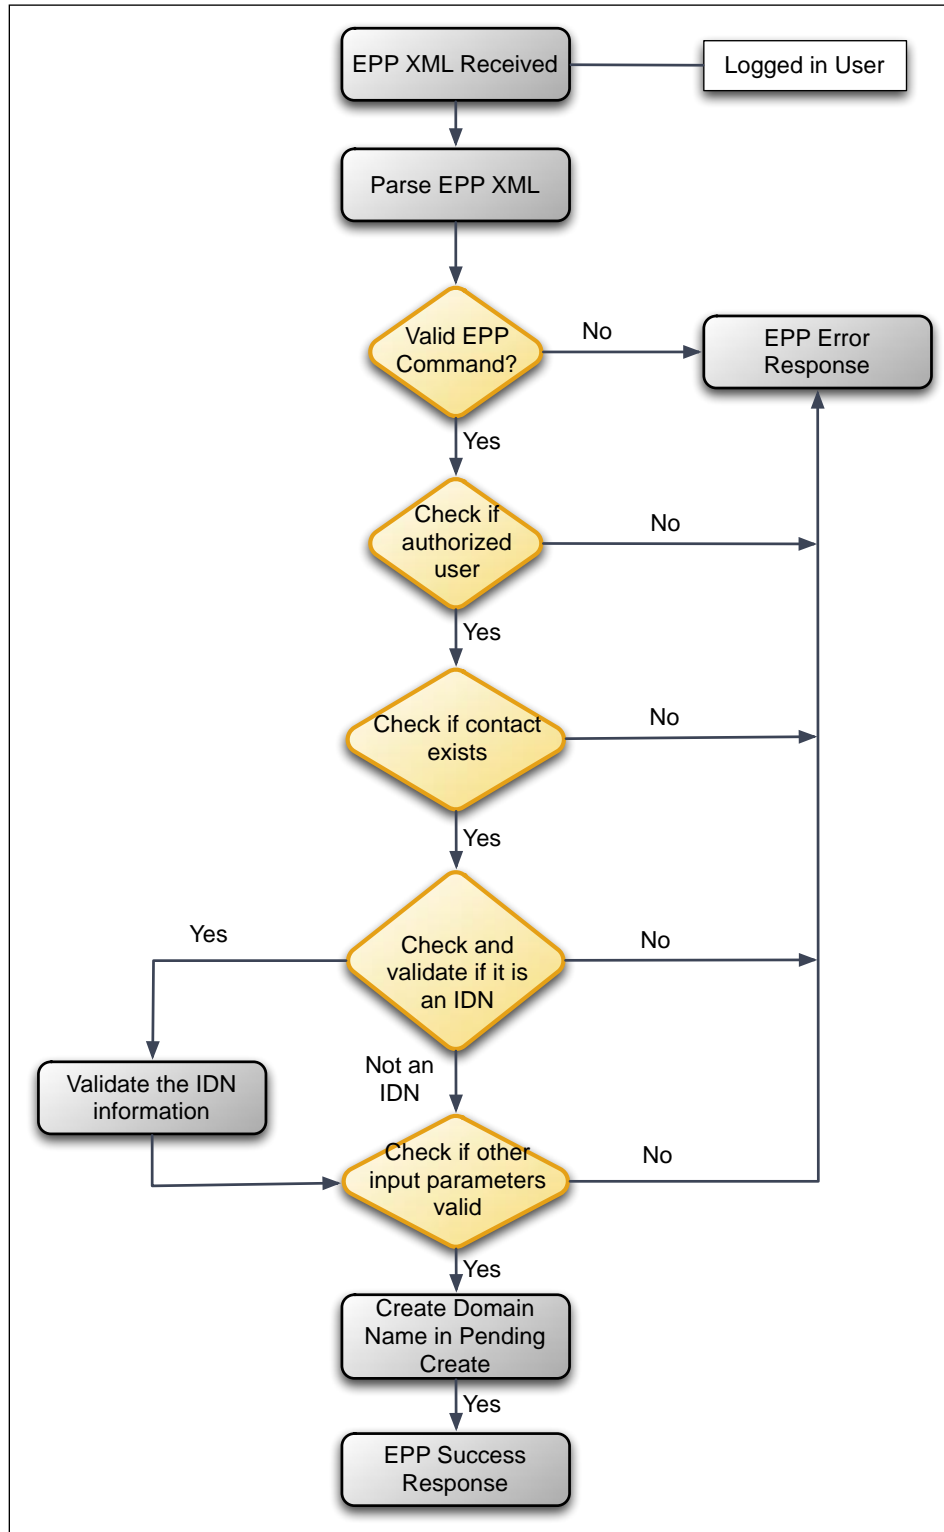 EPP XML Received
Logged in User
Parse EPP XML
Valid EPP
Command?
No
EPP Error
Response
Yes
Check if
authorized
user
No
Yes
Check if contact
exists
No
Yes
Yes
Check and
validate if it is
an IDN
No
Not an
IDN
Validate the IDN
information
Check if other
input parameters
valid
No
Yes
Create Domain
Name in Pending
Create
Yes
EPP Success
Response